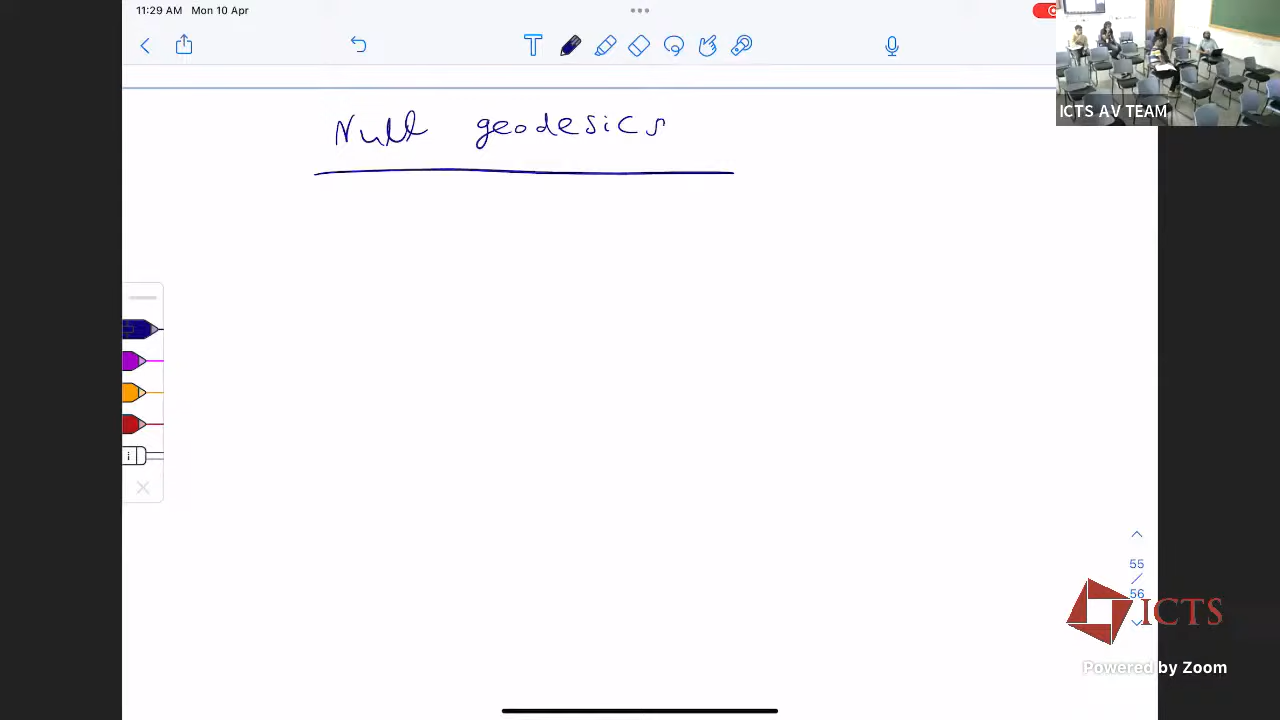 11:29 AM Mon 10 Apr
Null geodesics
ICTS AV TEAM
55
/
56
ICTS
Powered by Zoom